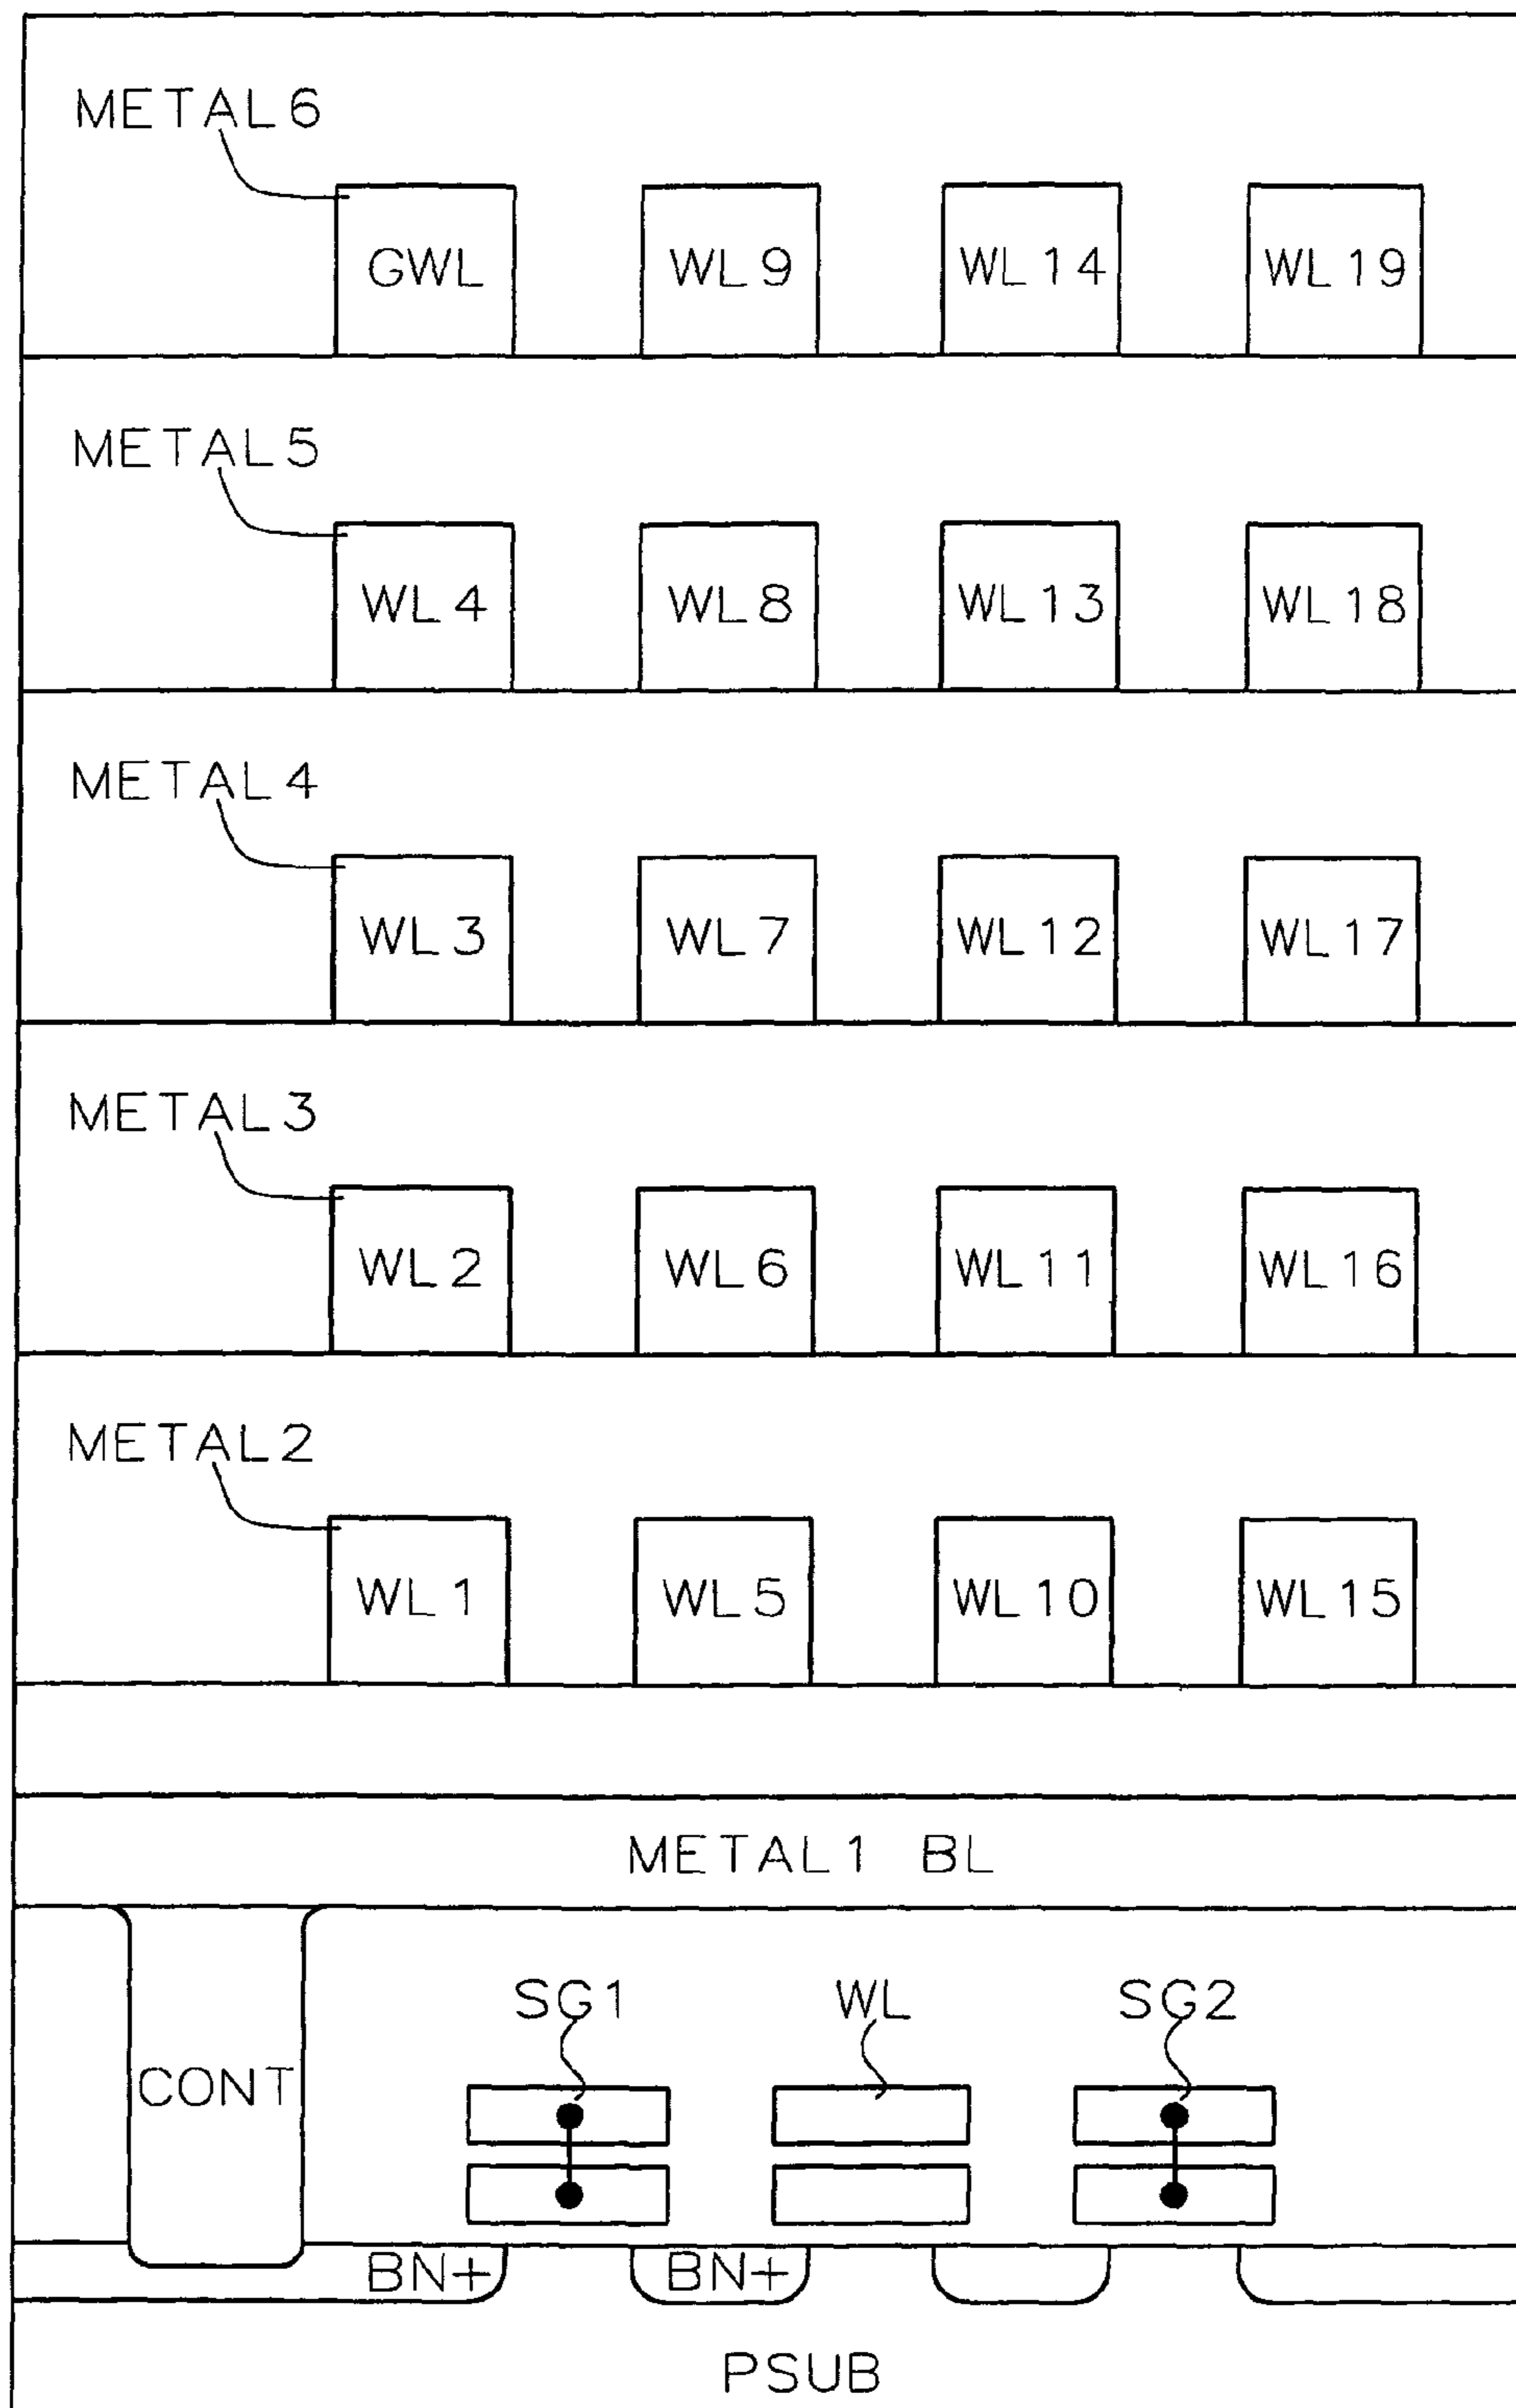 METAL6
GWL WL9 WL14 WL19
METAL5
WL4 WL8 WL13 WL18
METAL4
WL3 WL7 WL12 WL17
METAL3
WL2 WL6 WL11 WL16
METAL2
WL1 WL5 WL10 WL15
METAL1 BL
SG1 WL SG2
CONT
BN+ BN+
PSUB